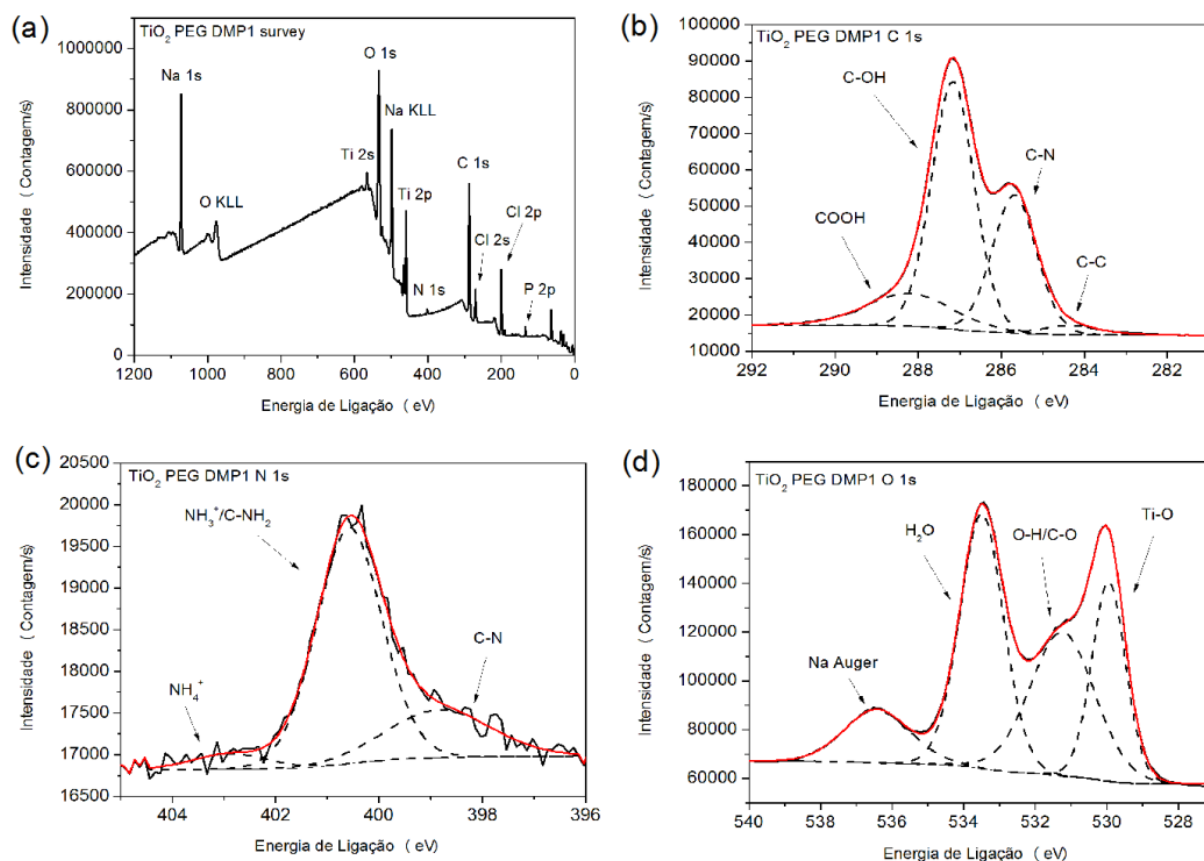 (a)
TiO₂ PEG DMP1 survey
Na 1s
O KLL
Ti 2s
O 1s
Na KLL
Ti 2p
N 1s
C 1s
Cl 2s
Cl 2p
P 2p
Intensidade (Contagem/s)
1000000
900000
800000
700000
600000
500000
400000
300000
200000
100000
0
1200 1000 800 600 400 200 0
Energia de Ligação (eV)
(b)
TiO₂ PEG DMP1 C 1s
C-OH
C-N
COOH
C-C
Intensidade (Contagem/s)
100000
90000
80000
70000
60000
50000
40000
30000
20000
10000
292 290 288 286 284 282
Energia de Ligação (eV)
(c)
TiO₂ PEG DMP1 N 1s
NH₃⁺/C-NH₂
C-N
NH₄⁺
Intensidade (Contagem/s)
20500
20000
19500
19000
18500
18000
17500
17000
16500
404 402 400 398 396
Energia de Ligação (eV)
(d)
TiO₂ PEG DMP1 O 1s
H₂O
O-H/C-O
Ti-O
Na Auger
Intensidade (Contagem/s)
180000
160000
140000
120000
100000
80000
60000
540 538 536 534 532 530 528
Energia de Ligação (eV)